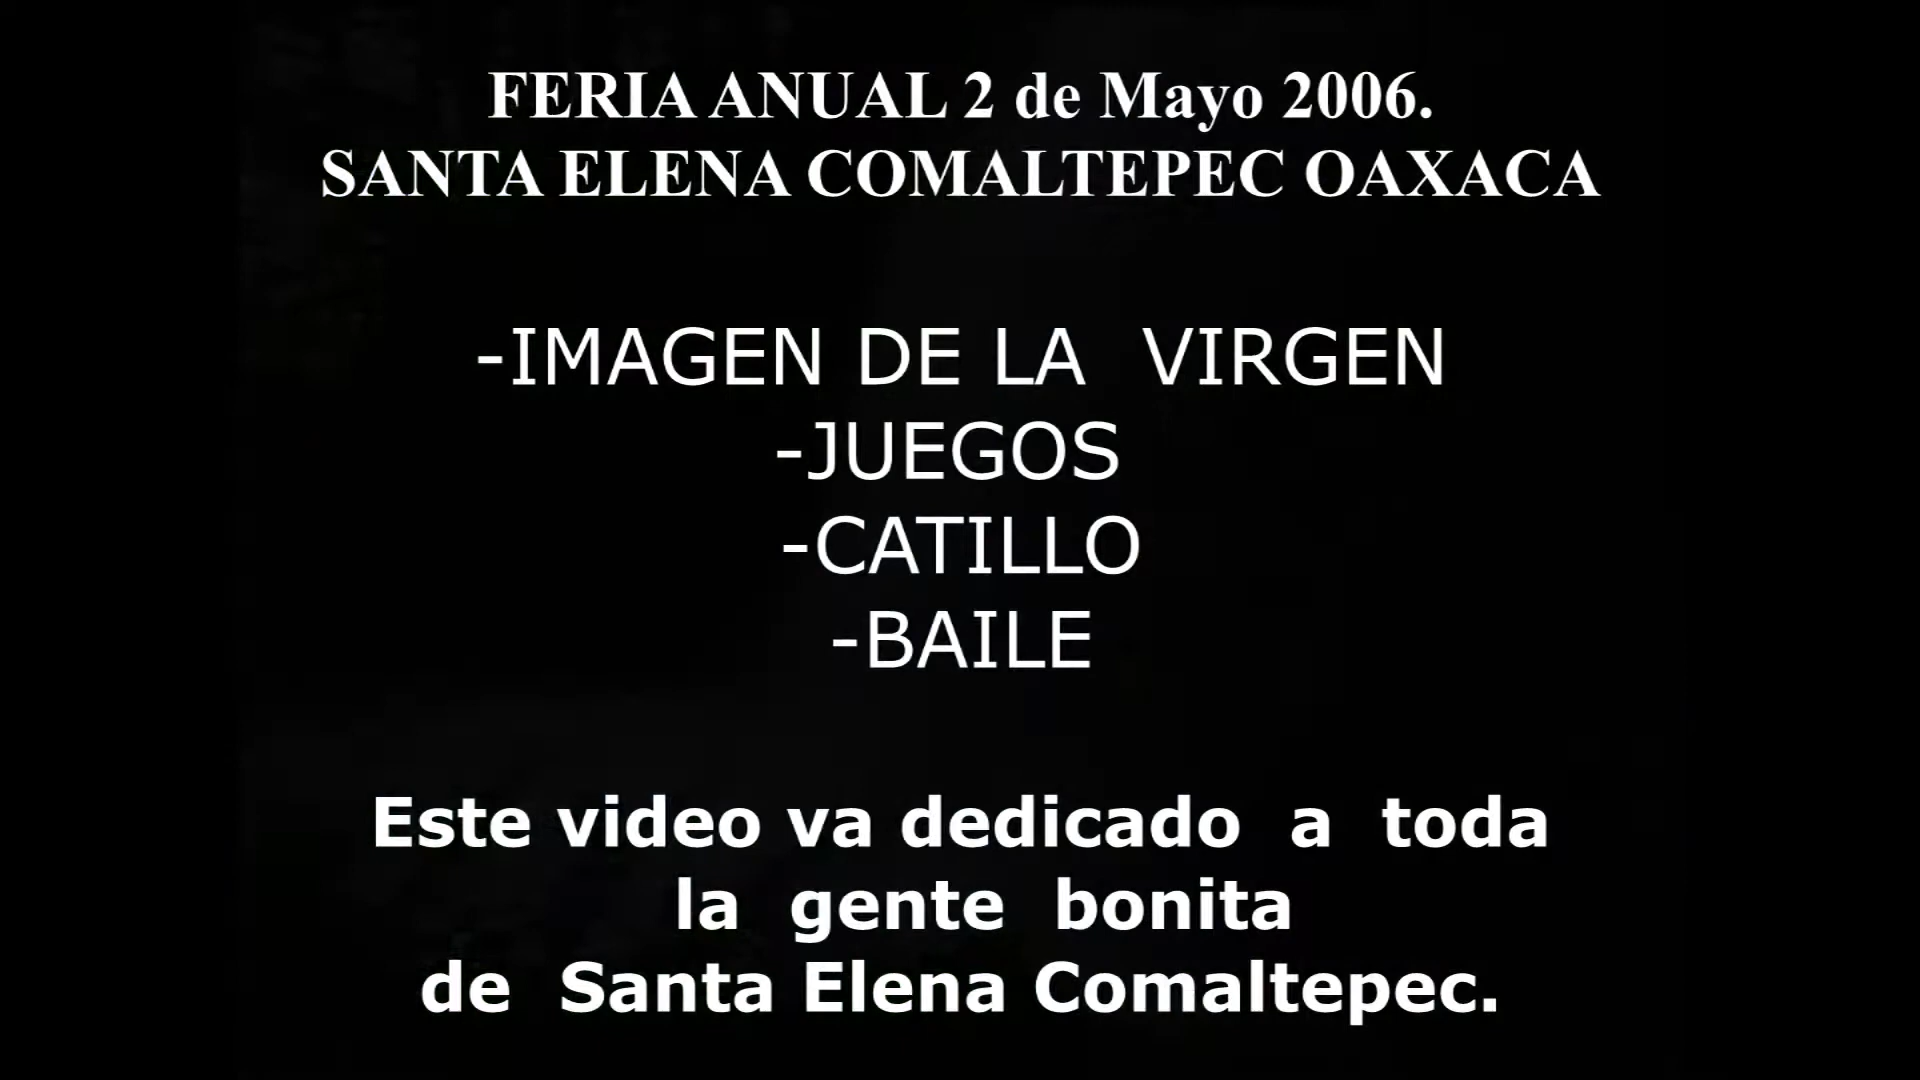 FERIA ANUAL 2 de Mayo 2006.
SANTA ELENA COMALTEPEC OAXACA
-IMAGEN DE LA VIRGEN
-JUEGOS
-CATILLO
-BAILE
Este video va dedicado a toda
la gente bonita
de Santa Elena Comaltepec.